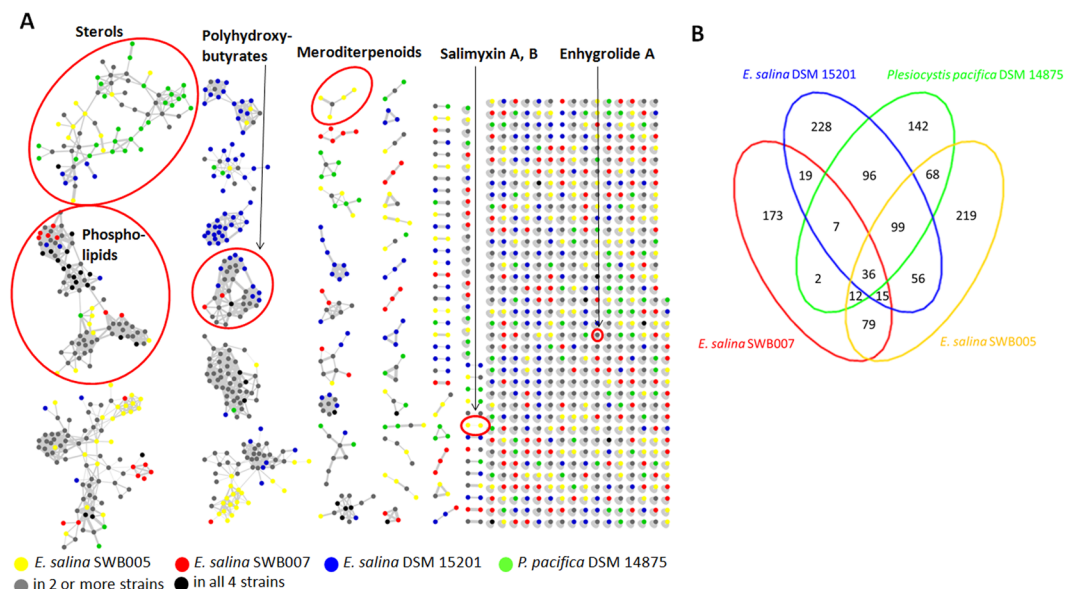 A
Sterols
Polyhydroxy-
butyrates
Meroditerpenoids
Salimyxin A, B
Enhygrolide A
Phospho-
lipids
E. salina SWB005
E. salina SWB007
E. salina DSM 15201
P. pacifica DSM 14875
in 2 or more strains
in all 4 strains
B
E. salina DSM 15201
Plesiocystis pacifica DSM 14875
228
142
19
96
68
173
7
99
219
2
36
56
12
15
79
E. salina SWB007
E. salina SWB005